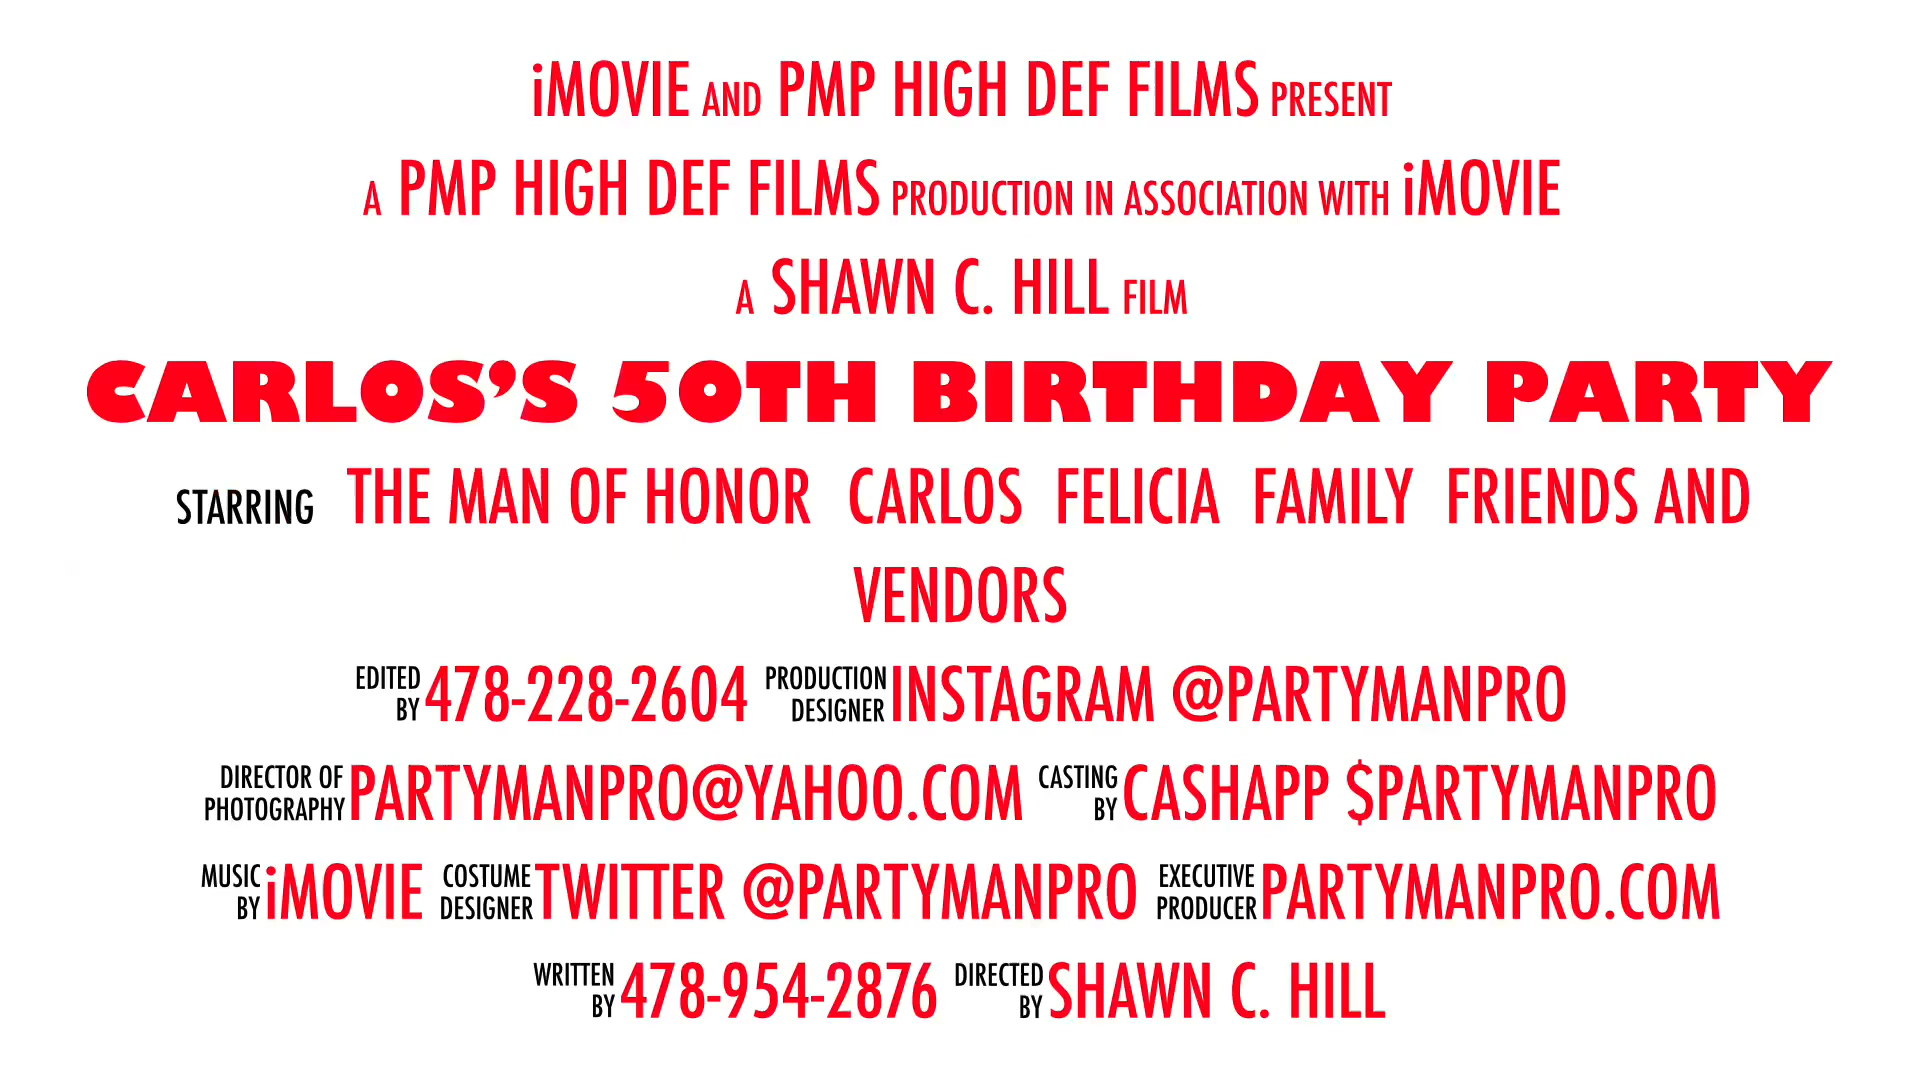 iMOVIE AND PMP HIGH DEF FILMS PRESENT
A PMP HIGH DEF FILMS PRODUCTION IN ASSOCIATION WITH iMOVIE
A SHAWN C. HILL FILM
CARLOS’S 50TH BIRTHDAY PARTY
STARRING THE MAN OF HONOR CARLOS FELICIA FAMILY FRIENDS AND
VENDORS
EDITED BY 478-228-2604 PRODUCTION DESIGNER INSTAGRAM @PARTYMANPRO
DIRECTOR OF PHOTOGRAPHY PARTYMANPRO@YAHOO.COM CASTING BY CASHAPP $PARTYMANPRO
MUSIC BY iMOVIE COSTUME DESIGNER TWITTER @PARTYMANPRO EXECUTIVE PRODUCER PARTYMANPRO.COM
WRITTEN BY 478-954-2876 DIRECTED BY SHAWN C. HILL